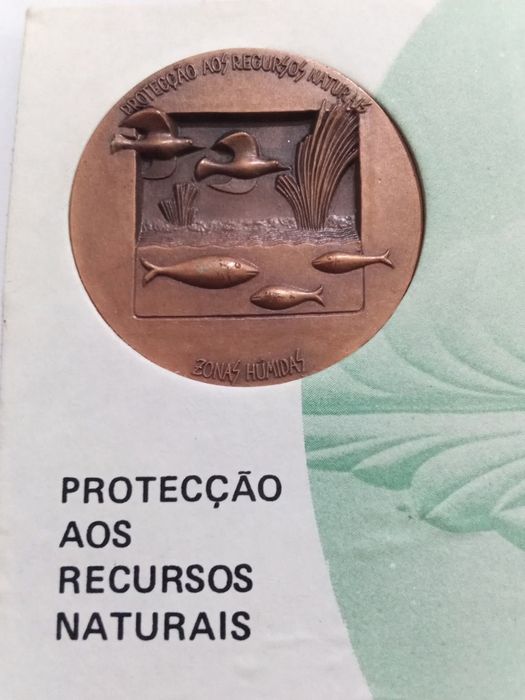 PROTECÇÃO AOS RECURSOS NATURAIS
ZONAS HÚMIDAS
PROTECÇÃO
AOS
RECURSOS
NATURAIS